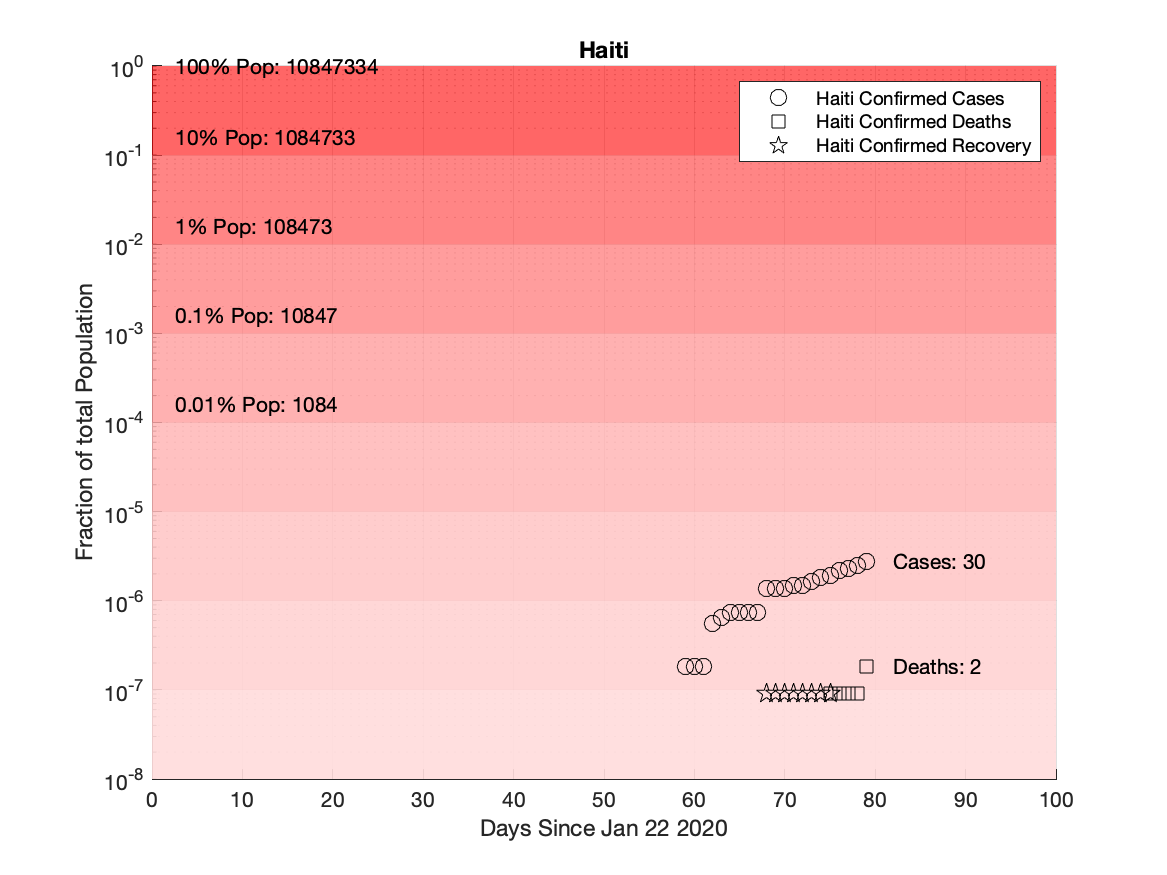 Haiti
10^0
100% Pop: 10847334
Haiti Confirmed Cases
Haiti Confirmed Deaths
Haiti Confirmed Recovery
10% Pop: 1084733
10^-1
1% Pop: 108473
10^-2
0.1% Pop: 10847
10^-3
0.01% Pop: 1084
10^-4
10^-5
Cases: 30
10^-6
Deaths: 2
10^-7
10^-8
Fraction of total Population
0 10 20 30 40 50 60 70 80 90 100
Days Since Jan 22 2020